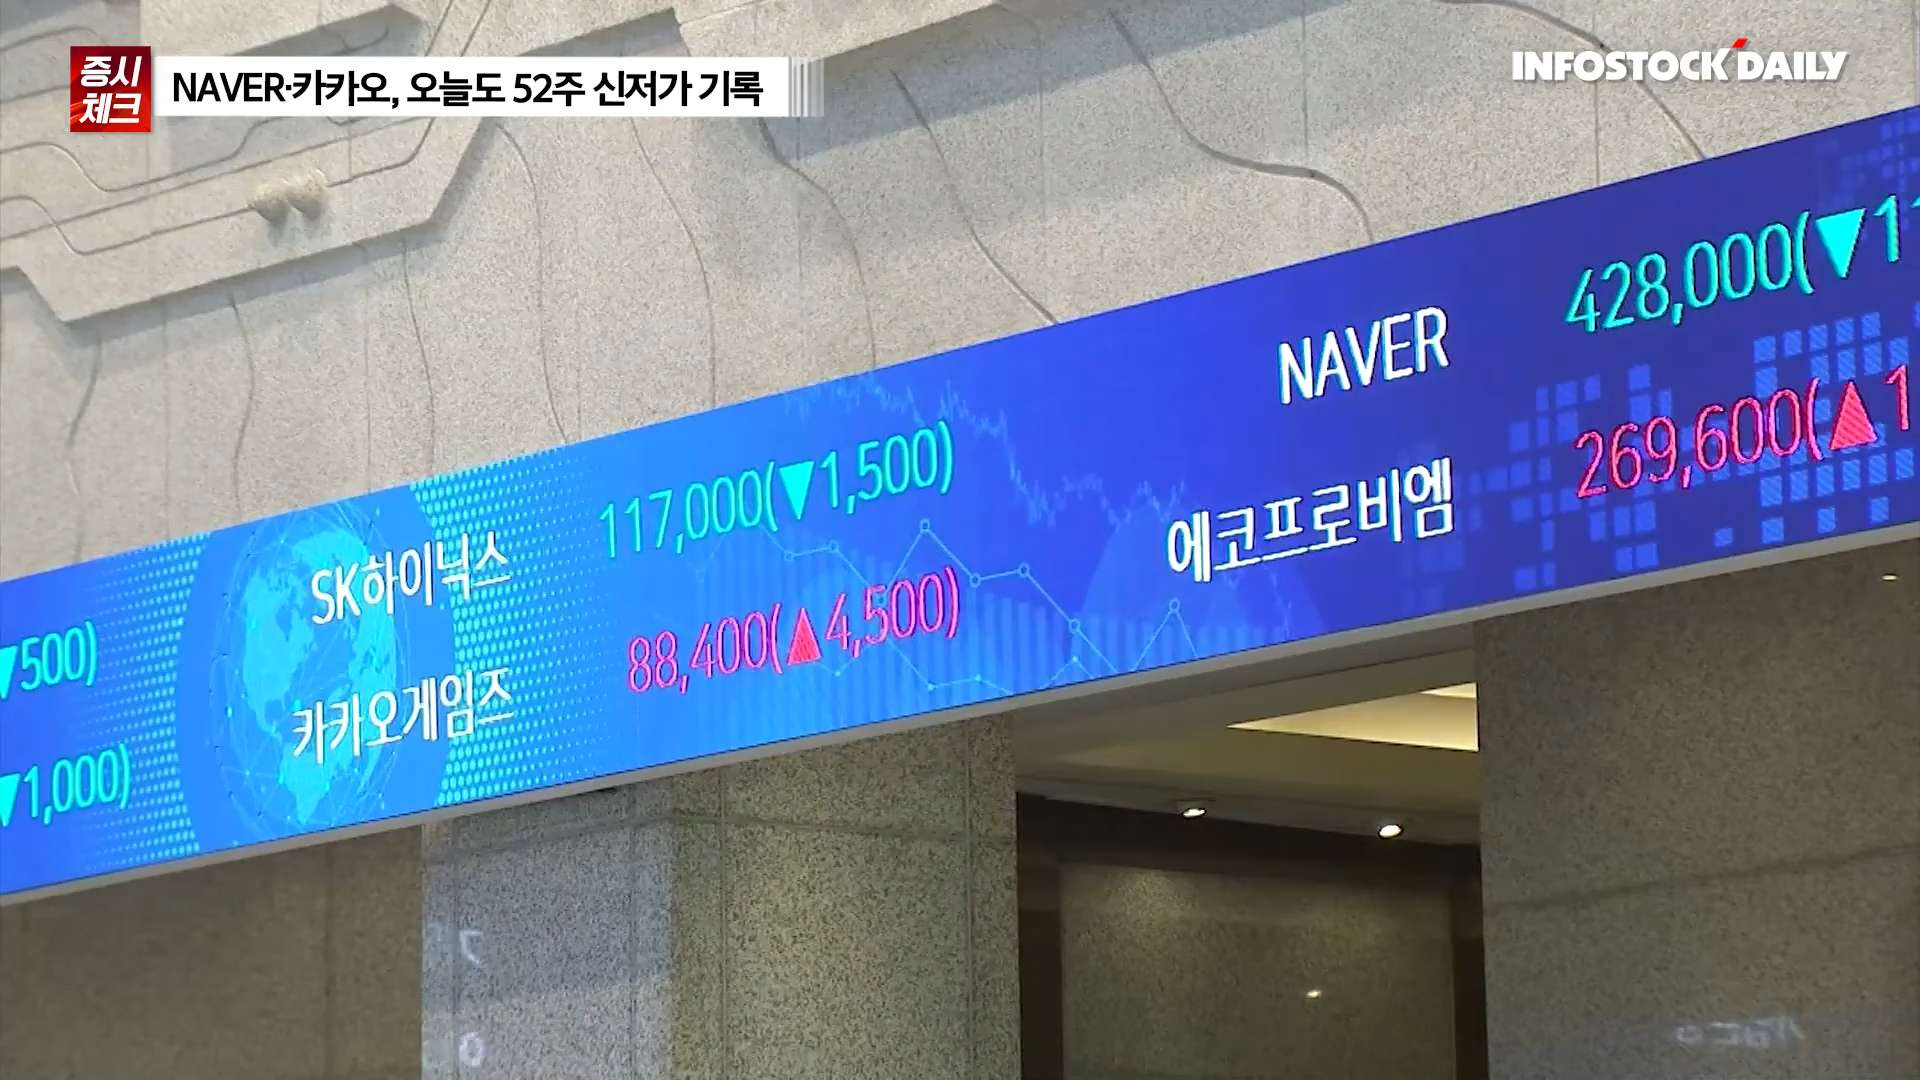 증시
체크
NAVER·카카오, 오늘도 52주 신저가 기록
INFOSTOCK DAILY
▼500)
▼1,000)
SK하이닉스 117,000(▼1,500)
카카오게임즈 88,400(▲4,500)
NAVER 428,000(▼1
에코프로비엠 269,600(▲1